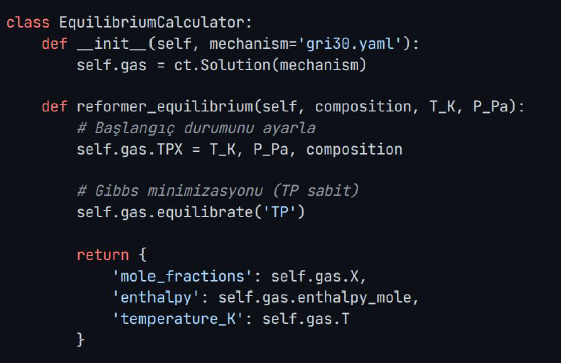 class EquilibriumCalculator:
    def __init__(self, mechanism='gri30.yaml'):
        self.gas = ct.Solution(mechanism)

    def reformer_equilibrium(self, composition, T_K, P_Pa):
        # Başlangıç durumunu ayarla
        self.gas.TPX = T_K, P_Pa, composition

        # Gibbs minimizasyonu (TP sabit)
        self.gas.equilibrate('TP')

        return {
            'mole_fractions': self.gas.X,
            'enthalpy': self.gas.enthalpy_mole,
            'temperature_K': self.gas.T
        }